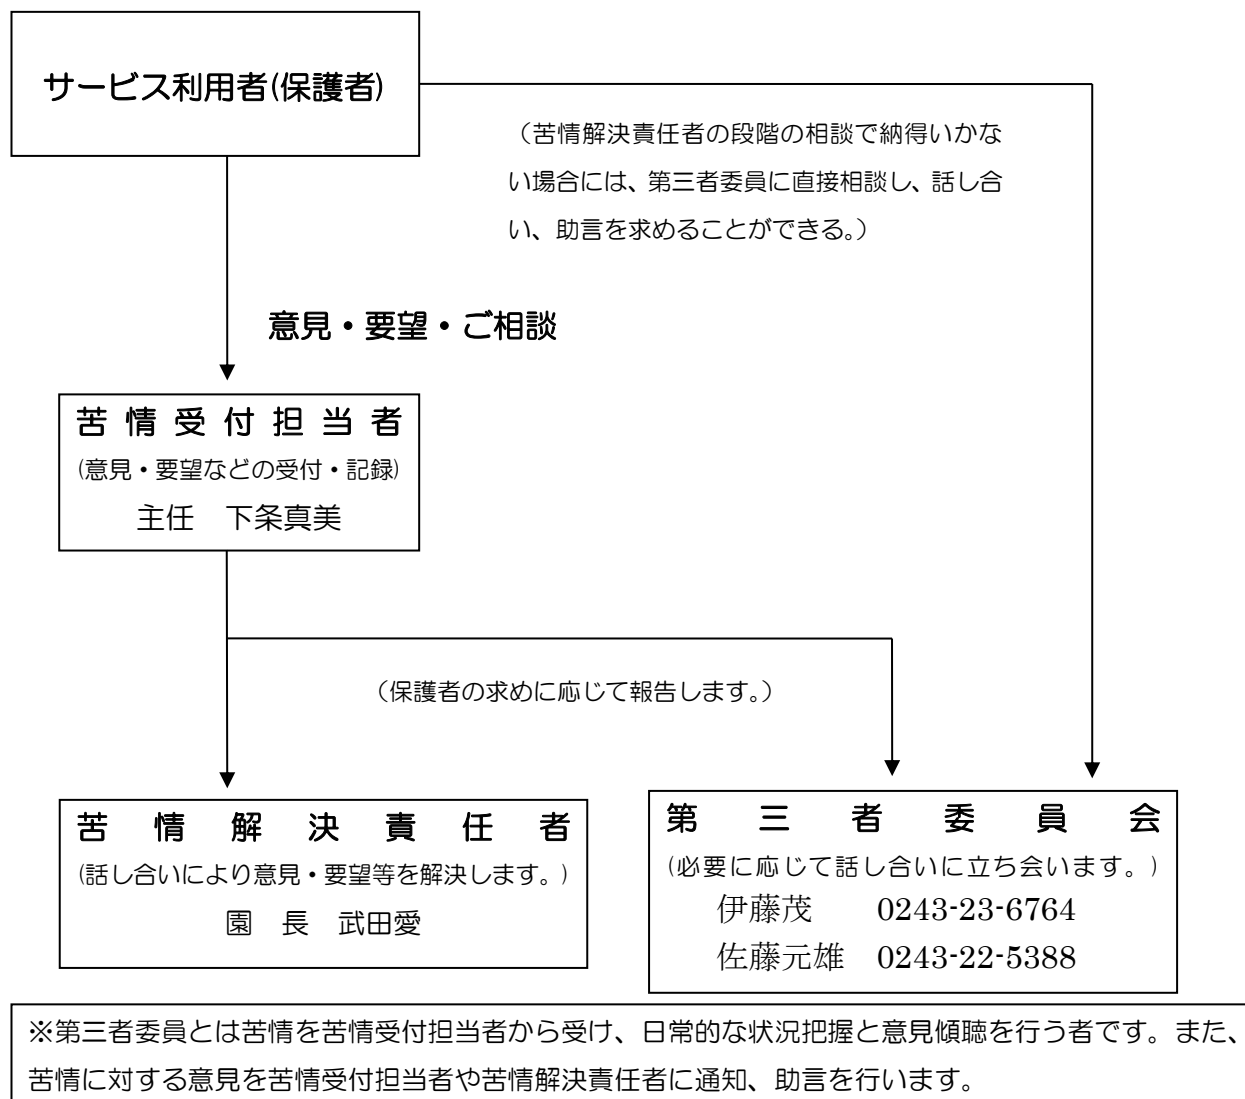 サービス利用者(保護者)
（苦情解決責任者の段階の相談で納得いかな
い場合には、第三者委員に直接相談し、話し合
い、助言を求めることができる。）
意見・要望・ご相談
苦情受付担当者
(意見・要望などの受付・記録)
主任　下条真美
（保護者の求めに応じて報告します。）
苦情解決責任者
(話し合いにより意見・要望等を解決します。)
園　長　武田愛
第三者委員会
(必要に応じて話し合いに立ち会います。)
伊藤茂　　0243-23-6764
佐藤元雄　0243-22-5388
※第三者委員とは苦情を苦情受付担当者から受け、日常的な状況把握と意見傾聴を行う者です。また、
苦情に対する意見を苦情受付担当者や苦情解決責任者に通知、助言を行います。